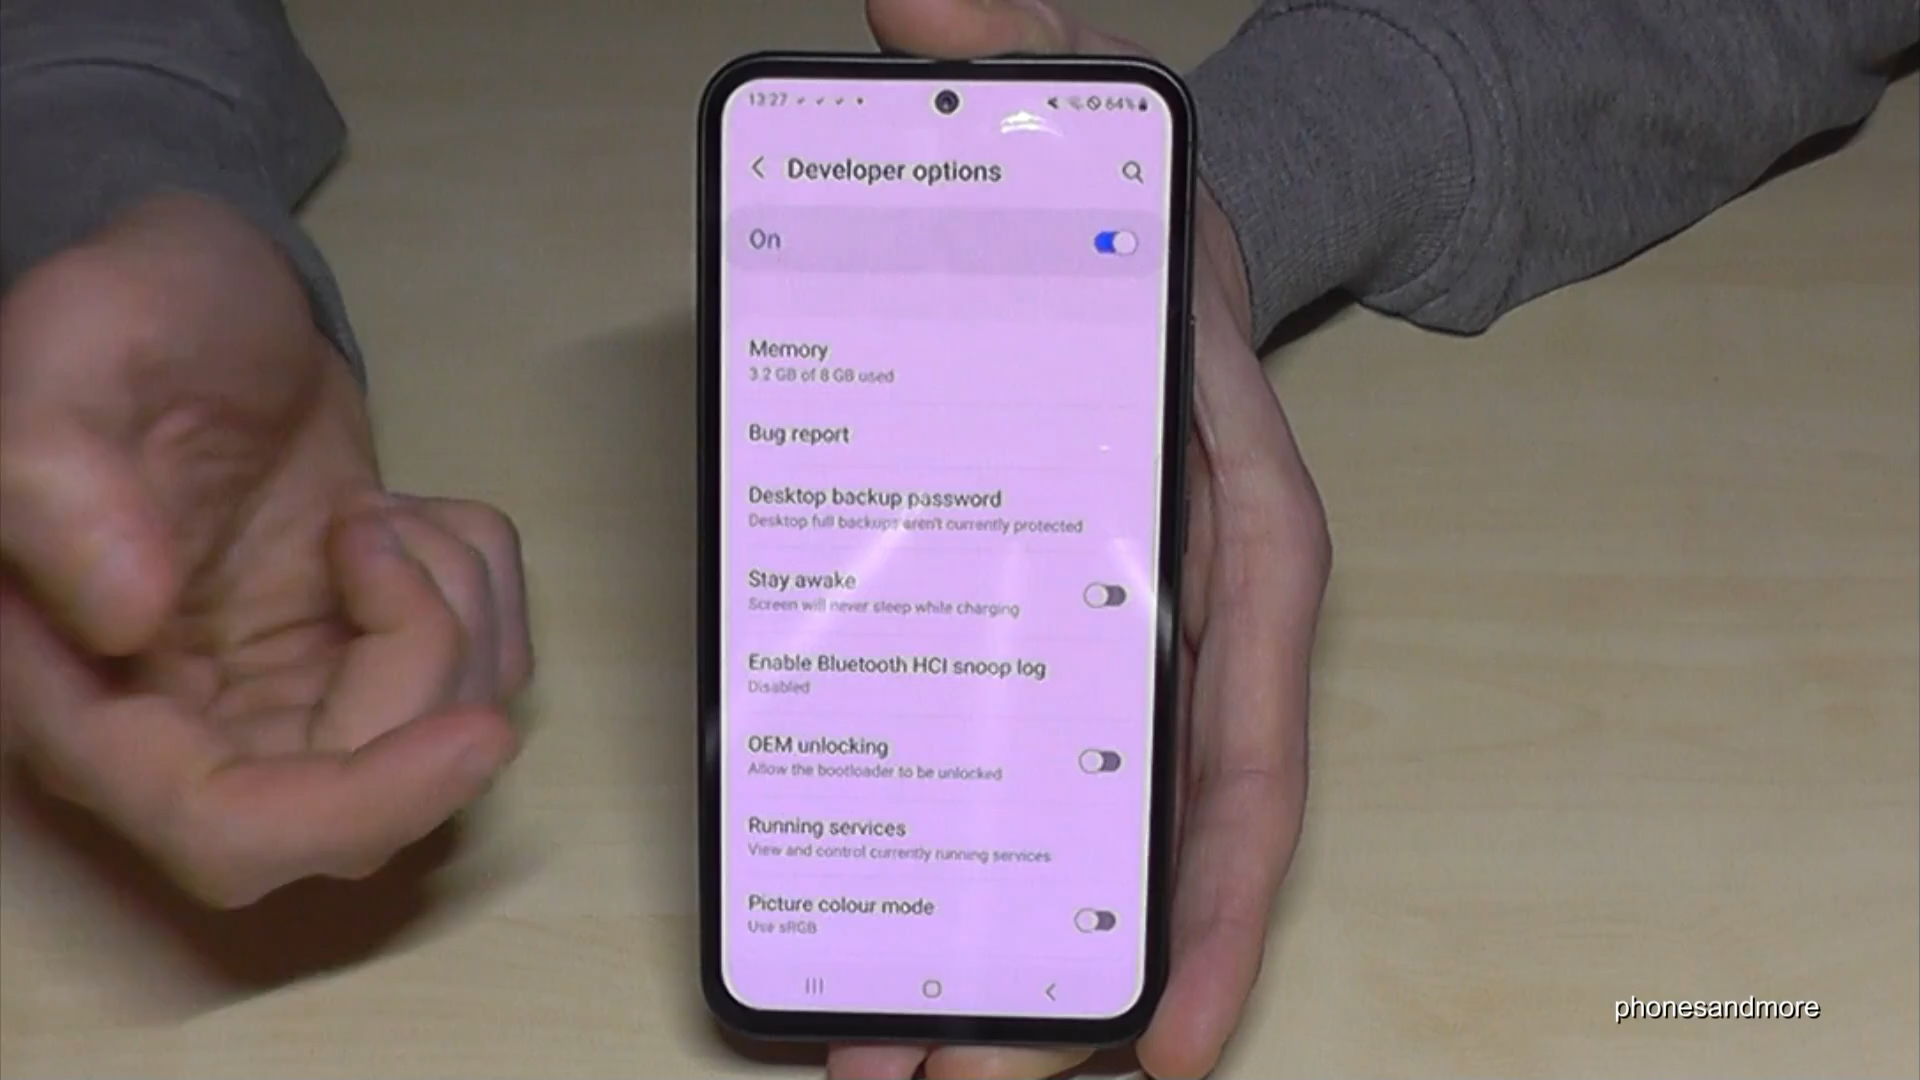 13:27
64%
Developer options
On
Memory
3.2 GB of 8 GB used
Bug report
Desktop backup password
Desktop full backups aren't currently protected
Stay awake
Screen will never sleep while charging
Enable Bluetooth HCI snoop log
Disabled
OEM unlocking
Allow the bootloader to be unlocked
Running services
View and control currently running services
Picture colour mode
Use sRGB
phonesandmore